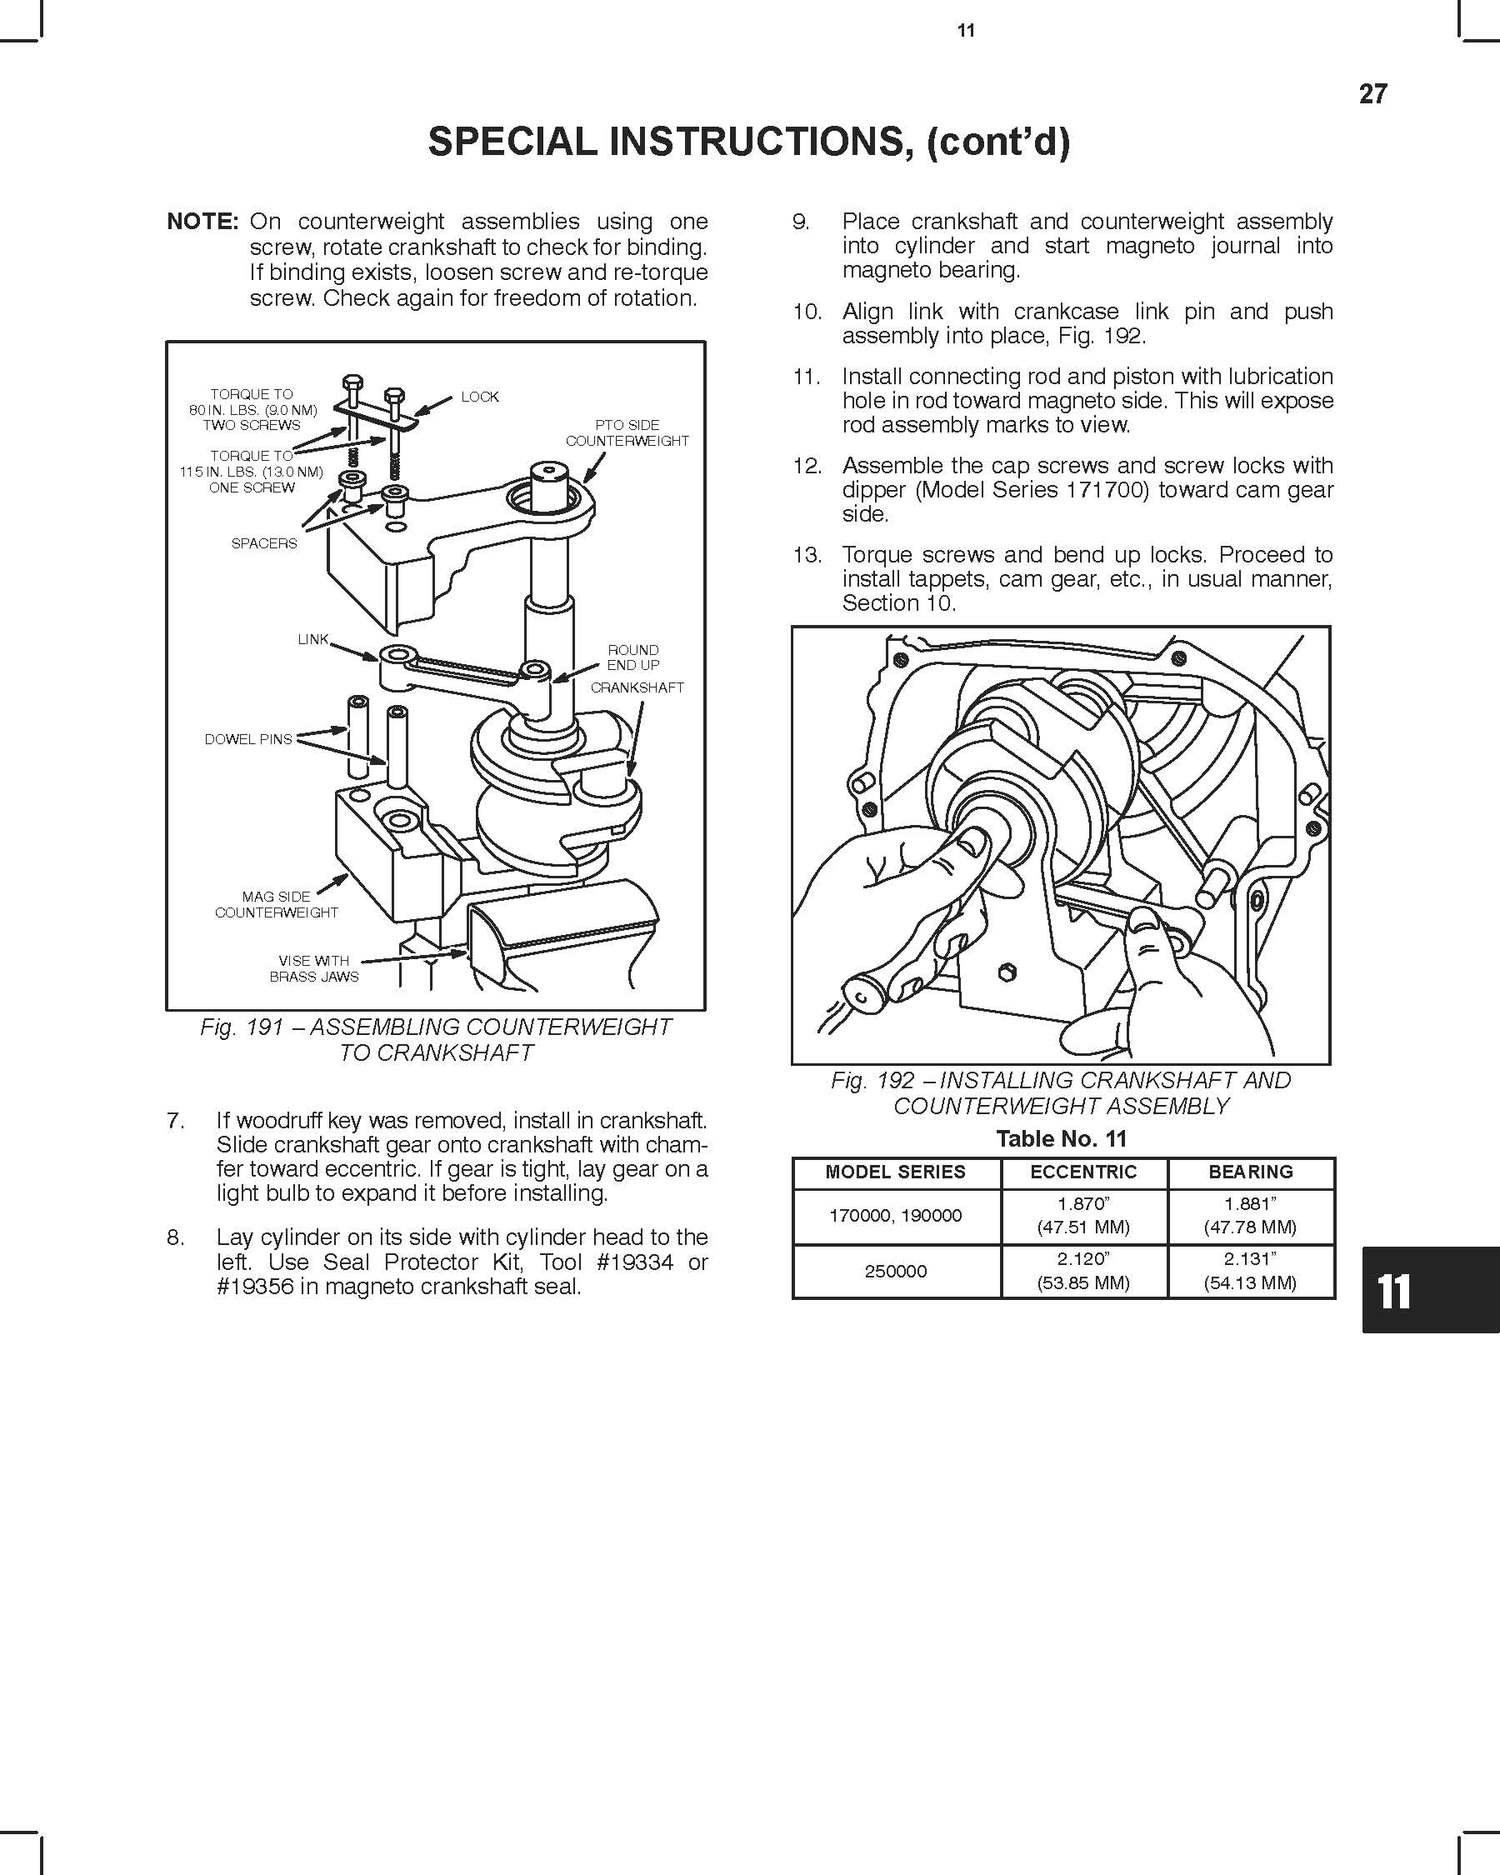 11
27
SPECIAL INSTRUCTIONS, (cont’d)
NOTE: On counterweight assemblies using one
screw, rotate crankshaft to check for binding.
If binding exists, loosen screw and re-torque
screw. Check again for freedom of rotation.
TORQUE TO
80 IN. LBS. (9.0 NM)
TWO SCREWS
TORQUE TO
115 IN. LBS. (13.0 NM)
ONE SCREW
LOCK
PTO SIDE
COUNTERWEIGHT
SPACERS
LINK
ROUND
END UP
CRANKSHAFT
DOWEL PINS
MAG SIDE
COUNTERWEIGHT
VISE WITH
BRASS JAWS
Fig. 191 – ASSEMBLING COUNTERWEIGHT
TO CRANKSHAFT
7. If woodruff key was removed, install in crankshaft.
Slide crankshaft gear onto crankshaft with cham-
fer toward eccentric. If gear is tight, lay gear on a
light bulb to expand it before installing.
8. Lay cylinder on its side with cylinder head to the
left. Use Seal Protector Kit, Tool #19334 or
#19356 in magneto crankshaft seal.
9. Place crankshaft and counterweight assembly
into cylinder and start magneto journal into
magneto bearing.
10. Align link with crankcase link pin and push
assembly into place, Fig. 192.
11. Install connecting rod and piston with lubrication
hole in rod toward magneto side. This will expose
rod assembly marks to view.
12. Assemble the cap screws and screw locks with
dipper (Model Series 171700) toward cam gear
side.
13. Torque screws and bend up locks. Proceed to
install tappets, cam gear, etc., in usual manner,
Section 10.
Fig. 192 – INSTALLING CRANKSHAFT AND
COUNTERWEIGHT ASSEMBLY
Table No. 11
MODEL SERIES ECCENTRIC BEARING
170000, 190000 1.870” (47.51 MM) 1.881” (47.78 MM)
250000 2.120” (53.85 MM) 2.131” (54.13 MM)
11